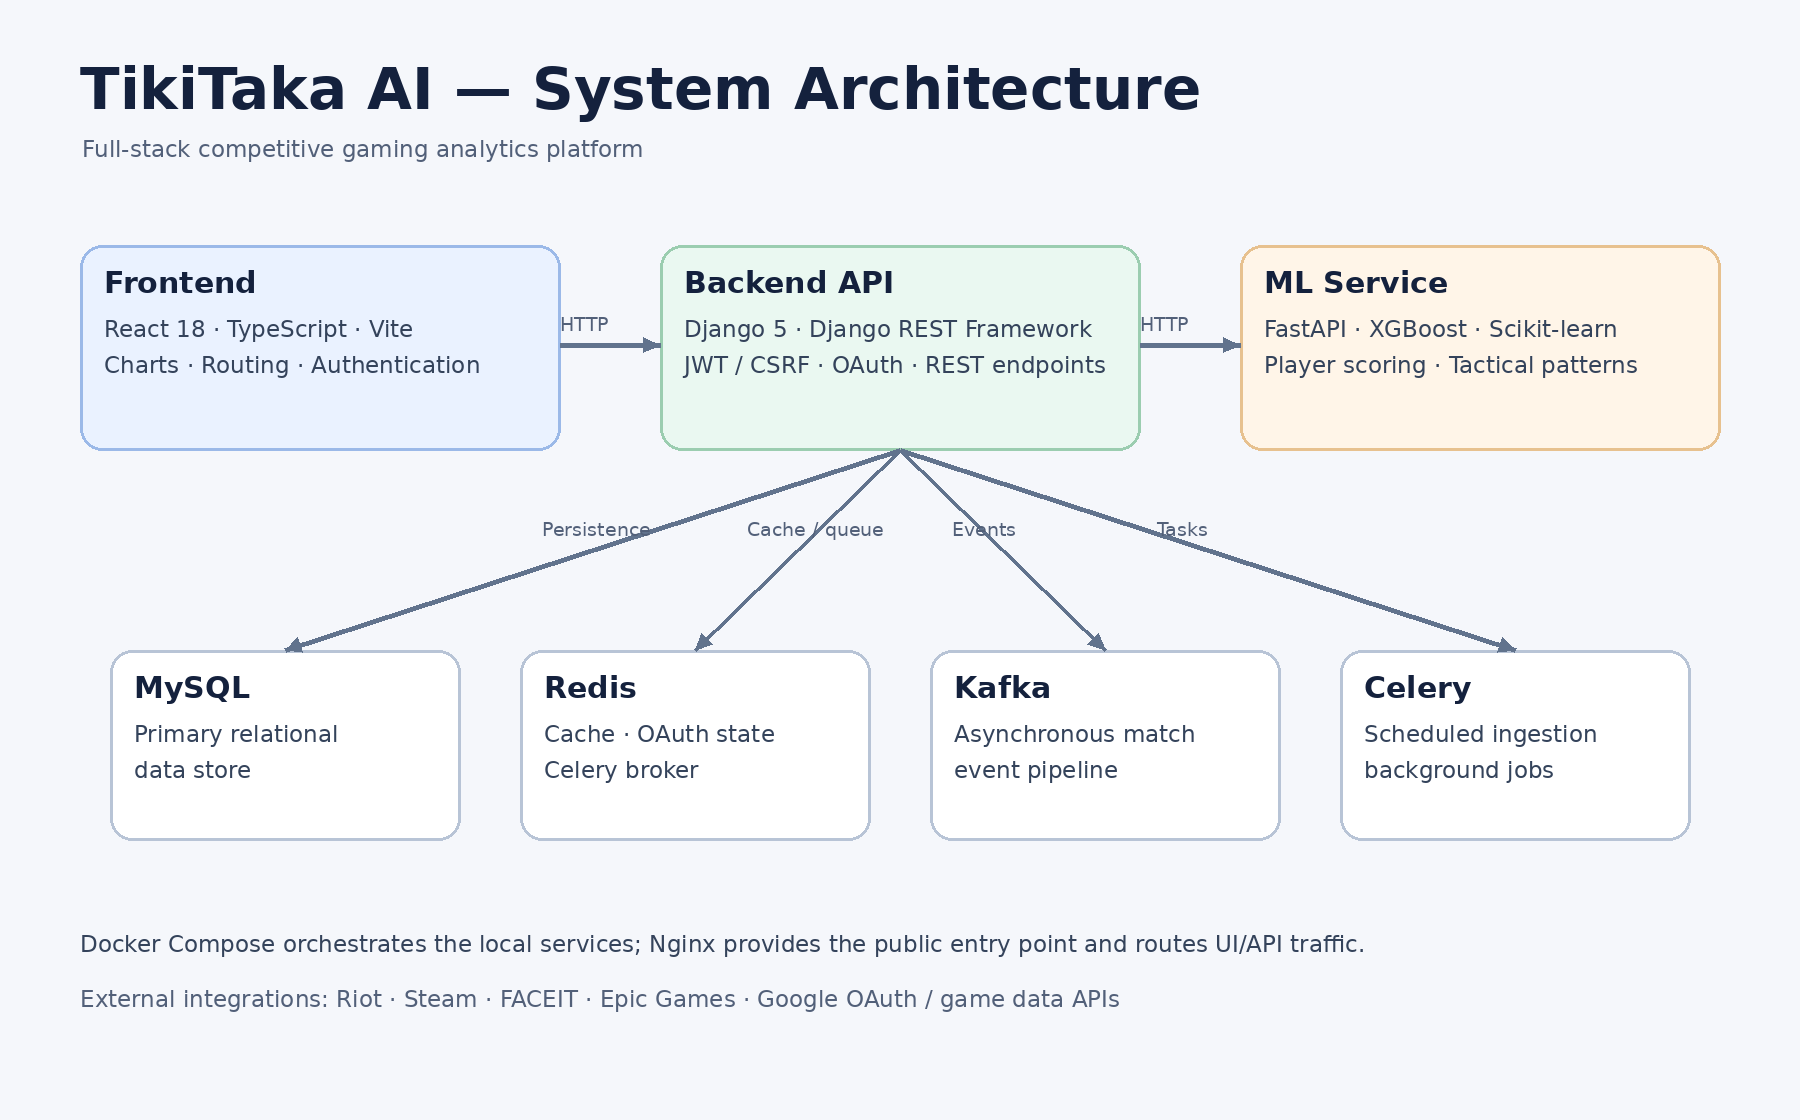 TikiTaka AI — System Architecture
Full-stack competitive gaming analytics platform
Frontend
React 18 · TypeScript · Vite
Charts · Routing · Authentication
HTTP
Backend API
Django 5 · Django REST Framework
JWT / CSRF · OAuth · REST endpoints
HTTP
ML Service
FastAPI · XGBoost · Scikit-learn
Player scoring · Tactical patterns
Persistence
Cache / queue
Events
Tasks
MySQL
Primary relational
data store
Redis
Cache · OAuth state
Celery broker
Kafka
Asynchronous match
event pipeline
Celery
Scheduled ingestion
background jobs
Docker Compose orchestrates the local services; Nginx provides the public entry point and routes UI/API traffic.
External integrations: Riot · Steam · FACEIT · Epic Games · Google OAuth / game data APIs